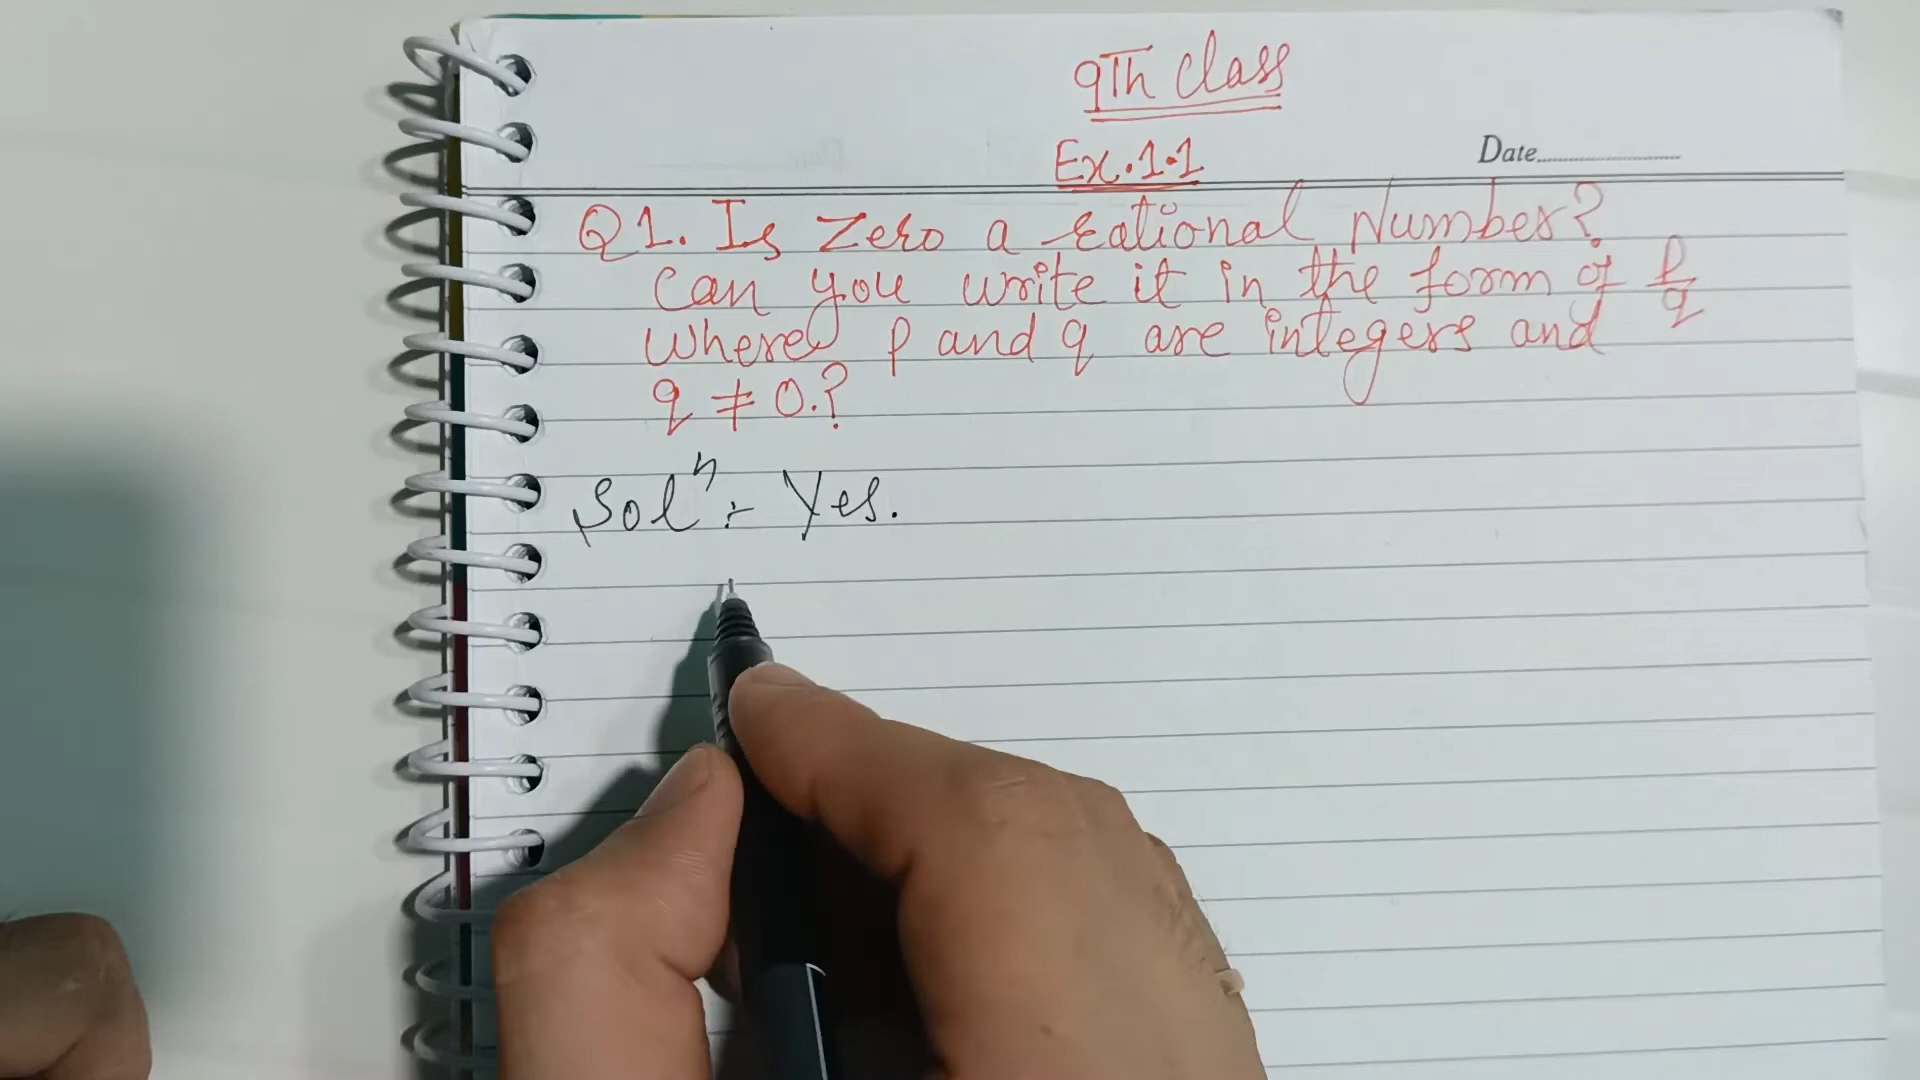 9Th Class
Ex.1.1
Date
Q1. Is Zero a rational Number?
Can you write it in the form of p/q
where p and q are integers and
q ≠ 0.?
Solⁿ:- Yes.